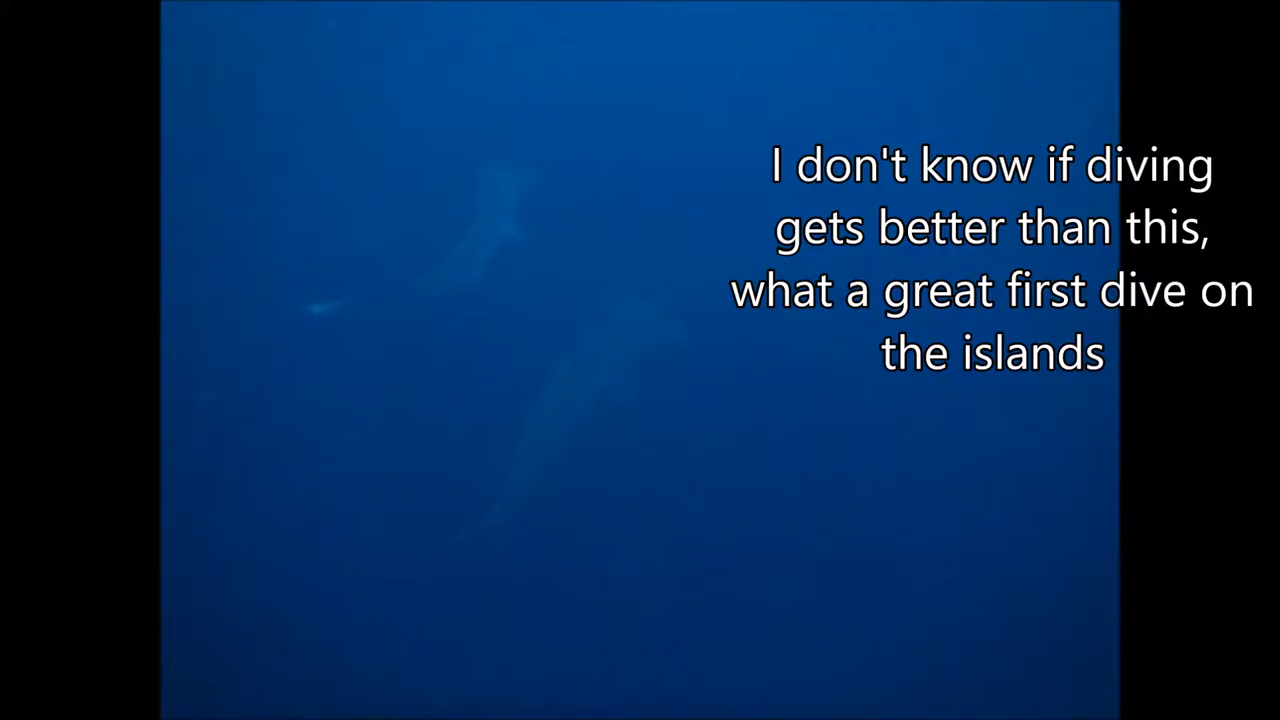 I don't know if diving
gets better than this,
what a great first dive on
the islands